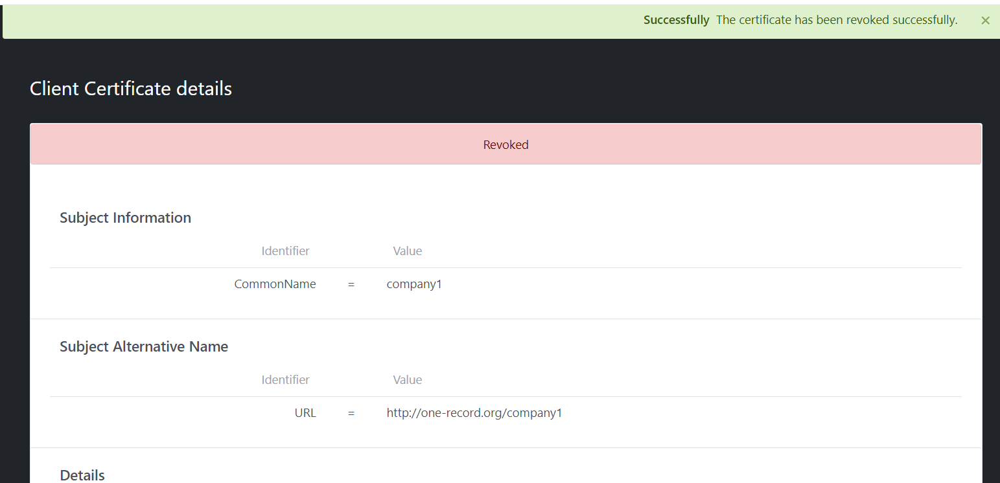 Successfully The certificate has been revoked successfully. ×
Client Certificate details
Revoked
Subject Information
Identifier Value
CommonName = company1
Subject Alternative Name
Identifier Value
URL = http://one-record.org/company1
Details